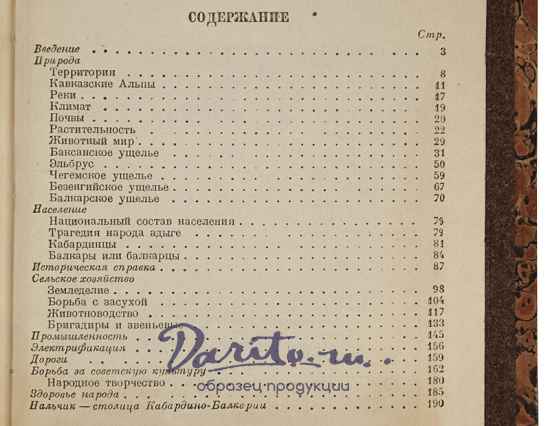 СОДЕРЖАНИЕ
Стр.
Введение 3
Природа
Территория 8
Кавказские Альпы 11
Реки 17
Климат 19
Почвы 20
Растительность 22
Животный мир 29
Баксанское ущелье 31
Эльбрус 50
Чегемское ущелье 59
Безенгийское ущелье 67
Балкарское ущелье 70
Население
Национальный состав населения 79
Трагедия народа адыге 79
Кабардинцы 81
Балкары или балкарцы 84
Историческая справка 87
Сельское хозяйство
Земледелие 98
Борьба с засухой 104
Животноводство 117
Бригадиры и звеньевые 133
Промышленность 145
Электрификация 156
Дороги 159
Борьба за советскую культуру 162
Народное творчество 180
Здоровье народа 185
Нальчик — столица Кабардино-Балкарии 190
Darito.ru
образец продукции